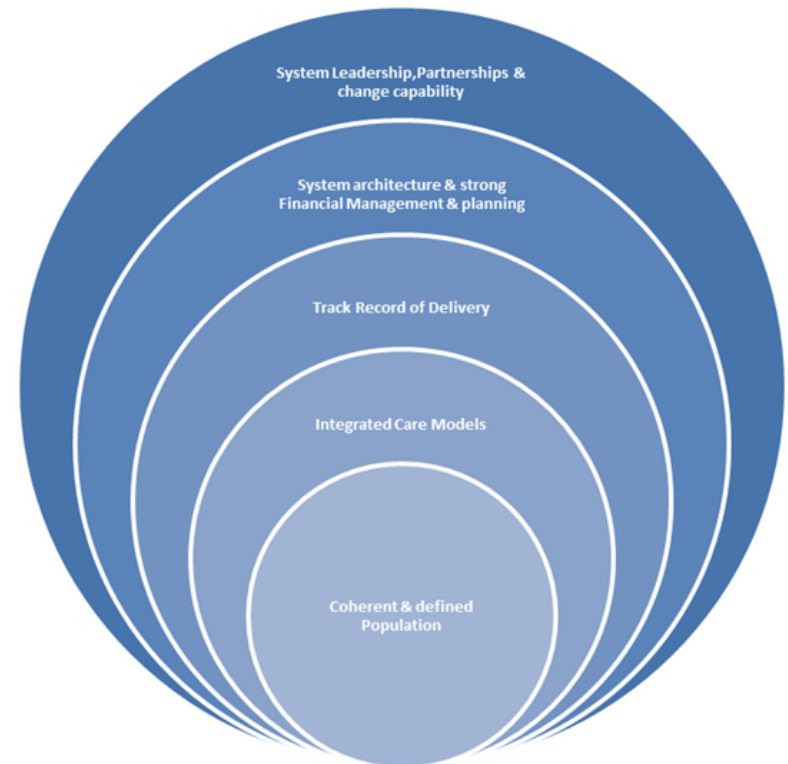 System Leadership,Partnerships &
change capability
System architecture & strong
Financial Management & planning
Track Record of Delivery
Integrated Care Models
Coherent & defined
Population